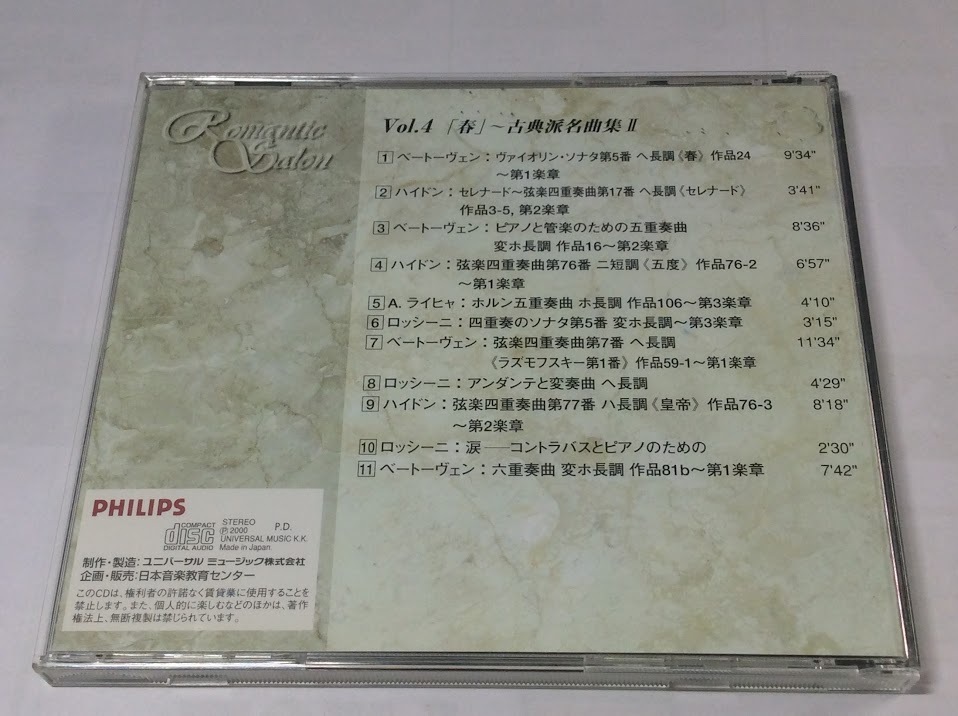 Romantic
Salon
Vol.4 「春」～古典派名曲集Ⅱ
1 ベートーヴェン：ヴァイオリン・ソナタ第5番 ヘ長調《春》作品24 9'34"
～第1楽章
2 ハイドン：セレナード～弦楽四重奏曲第17番 ヘ長調《セレナード》 3'41"
作品3-5, 第2楽章
3 ベートーヴェン：ピアノと管楽のための五重奏曲 8'36"
変ホ長調 作品16～第2楽章
4 ハイドン：弦楽四重奏曲第76番 ニ短調《五度》作品76-2 6'57"
～第1楽章
5 A. ライヒャ：ホルン五重奏曲 ホ長調 作品106～第3楽章 4'10"
6 ロッシーニ：四重奏のソナタ第5番 変ホ長調～第3楽章 3'15"
7 ベートーヴェン：弦楽四重奏曲第7番 ヘ長調 11'34"
《ラズモフスキー第1番》作品59-1～第1楽章
8 ロッシーニ：アンダンテと変奏曲 ヘ長調 4'29"
9 ハイドン：弦楽四重奏曲第77番 ハ長調《皇帝》作品76-3 8'18"
～第2楽章
10 ロッシーニ：涙──コントラバスとピアノのための 2'30"
11 ベートーヴェン：六重奏曲 変ホ長調 作品81b～第1楽章 7'42"
PHILIPS
COMPACT disc DIGITAL AUDIO
STEREO P.D.
℗2000
UNIVERSAL MUSIC K.K.
Made in Japan.
制作・製造：ユニバーサル ミュージック株式会社
企画・販売：日本音楽教育センター
このCDは、権利者の許諾なく賃貸業に使用することを
禁止します。また、個人的に楽しむなどのほかは、著作
権法上、無断複製は禁じられています。